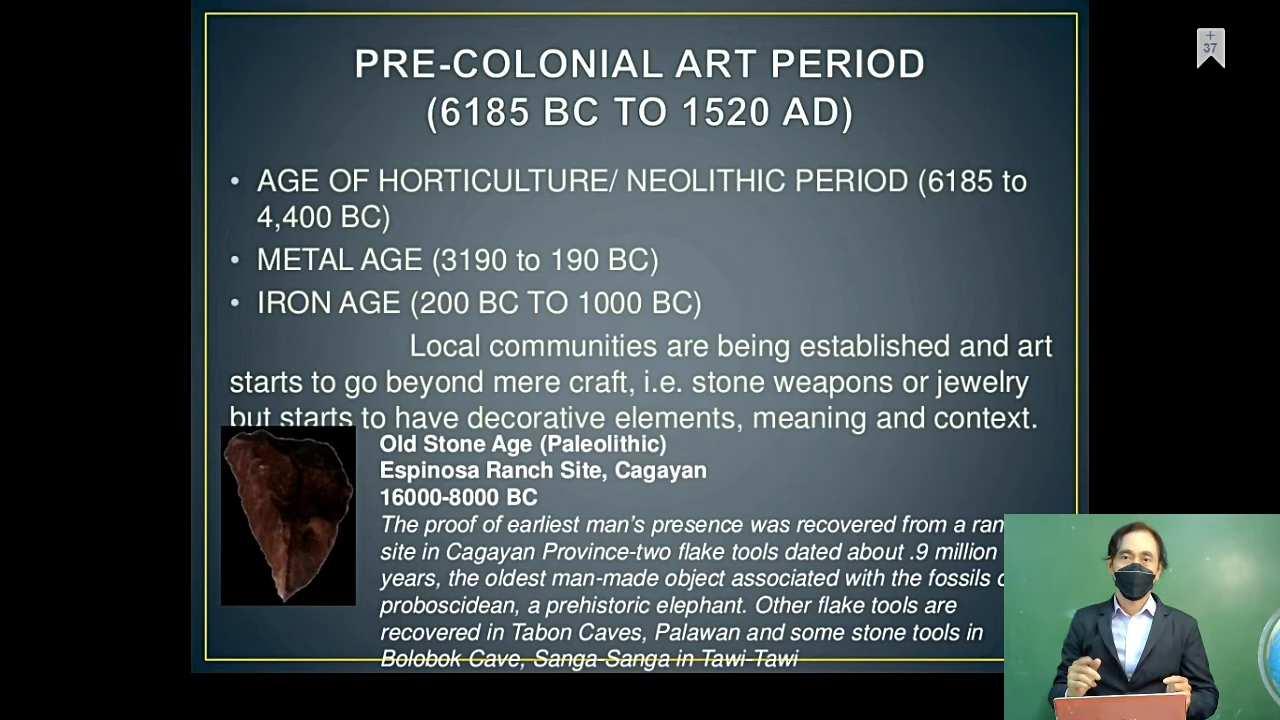 PRE-COLONIAL ART PERIOD
(6185 BC TO 1520 AD)
• AGE OF HORTICULTURE/ NEOLITHIC PERIOD (6185 to
4,400 BC)
• METAL AGE (3190 to 190 BC)
• IRON AGE (200 BC TO 1000 BC)
Local communities are being established and art
starts to go beyond mere craft, i.e. stone weapons or jewelry
but starts to have decorative elements, meaning and context.
Old Stone Age (Paleolithic)
Espinosa Ranch Site, Cagayan
16000-8000 BC
The proof of earliest man’s presence was recovered from a
site in Cagayan Province-two flake tools dated about .9 million
years, the oldest man-made object associated with the fossils
proboscidean, a prehistoric elephant. Other flake tools are
recovered in Tabon Caves, Palawan and some stone tools in
Bolobok Cave, Sanga-Sanga in Tawi-Tawi
+
37